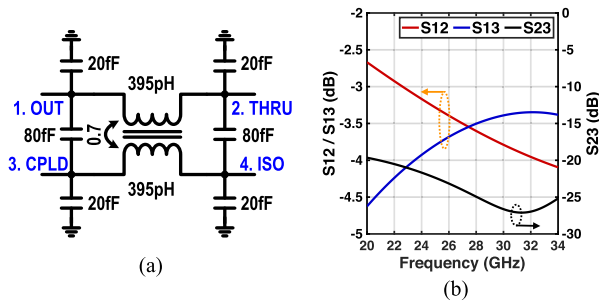 20fF
20fF
395pH
1. OUT
2. THRU
80fF
0.7
80fF
3. CPLD
4. ISO
395pH
20fF
20fF
(a)
S12 S13 S23
-2
-2.5
-3
-3.5
-4
-4.5
-5
S12 / S13 (dB)
0
-5
-10
-15
-20
-25
-30
S23 (dB)
20 22 24 26 28 30 32 34
Frequency (GHz)
(b)